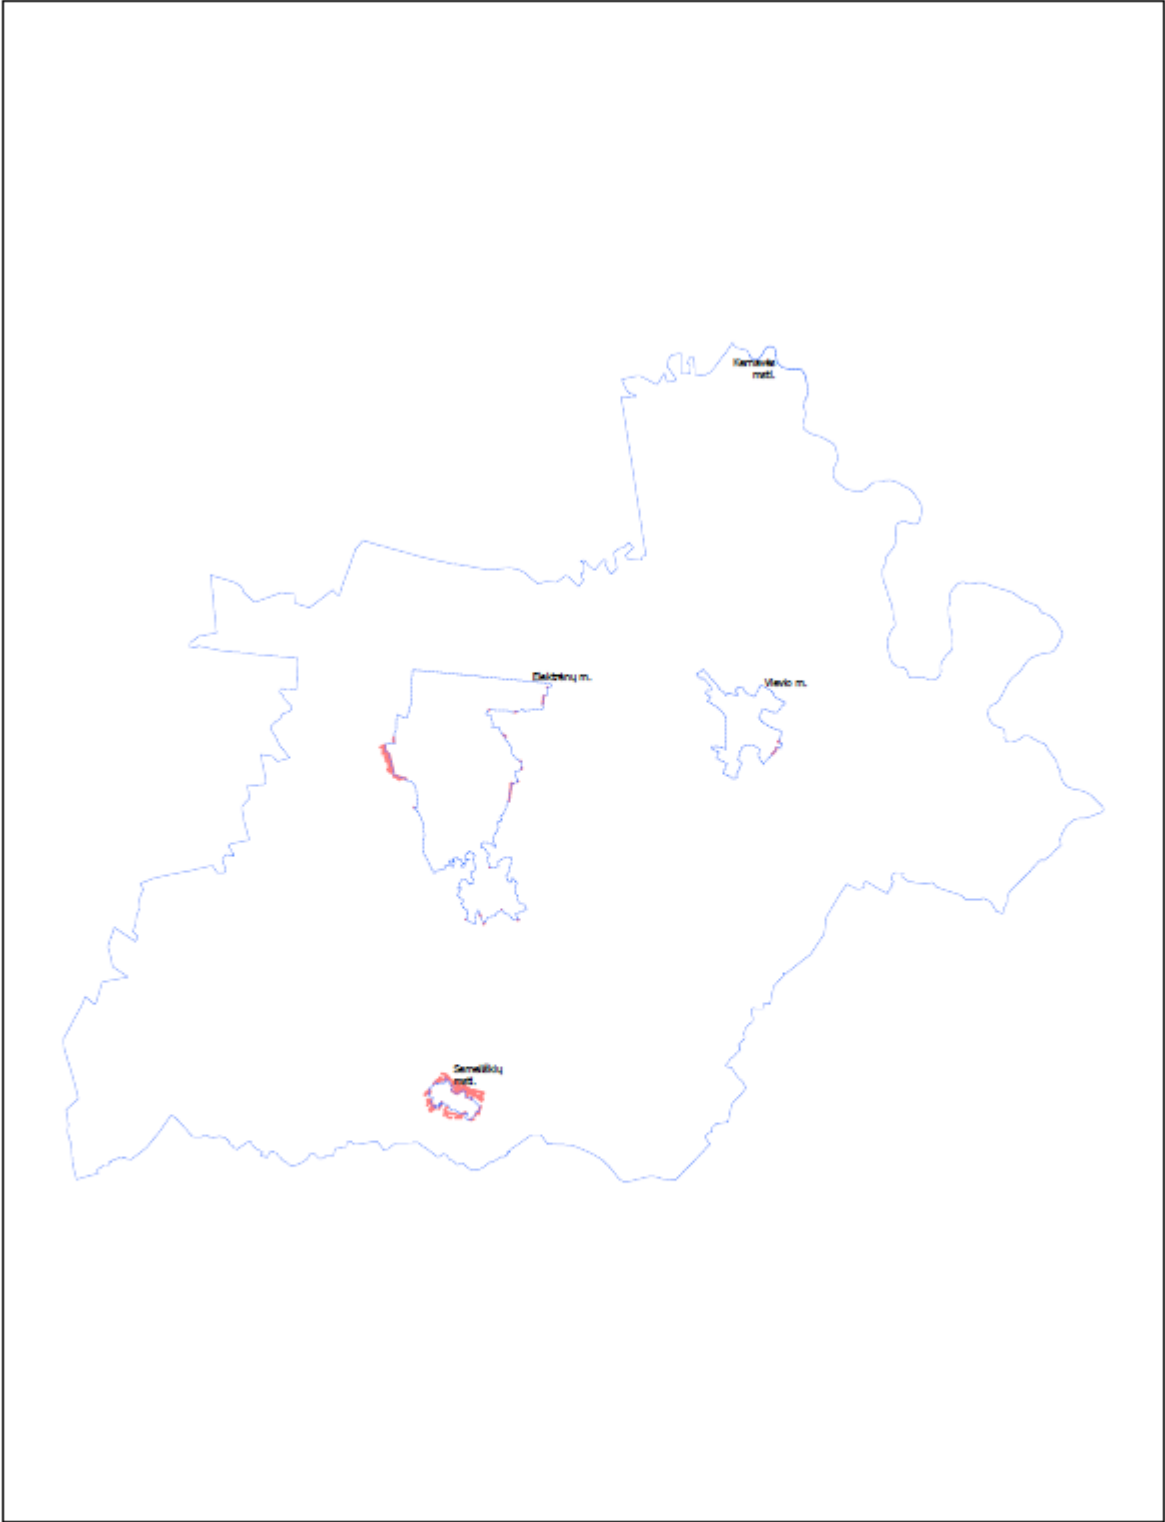 Kernavės
mstl.
Elektrėnų m.
Vievio m.
Semeliškių
mstl.